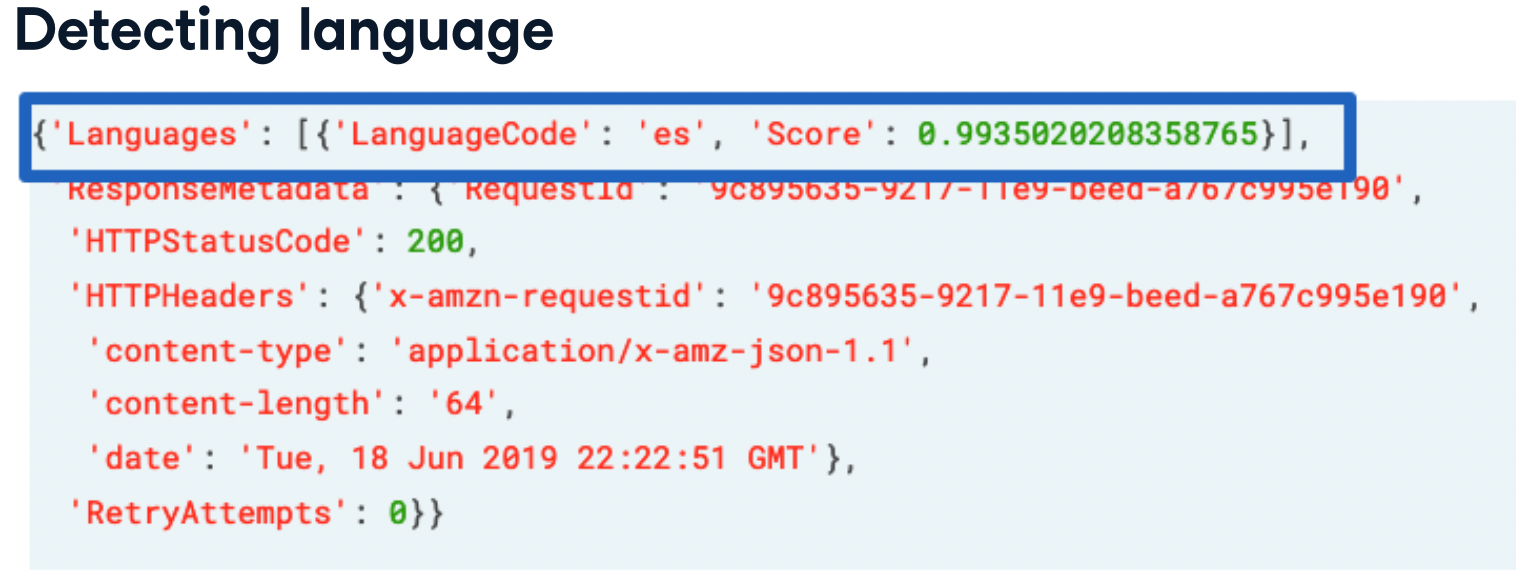 Detecting language
{'Languages': [{'LanguageCode': 'es', 'Score': 0.9935020208358765}],
'ResponseMetadata': {'RequestId': '9c895635-9217-11e9-beed-a767c995e190',
'HTTPStatusCode': 200,
'HTTPHeaders': {'x-amzn-requestid': '9c895635-9217-11e9-beed-a767c995e190',
'content-type': 'application/x-amz-json-1.1',
'content-length': '64',
'date': 'Tue, 18 Jun 2019 22:22:51 GMT'},
'RetryAttempts': 0}}